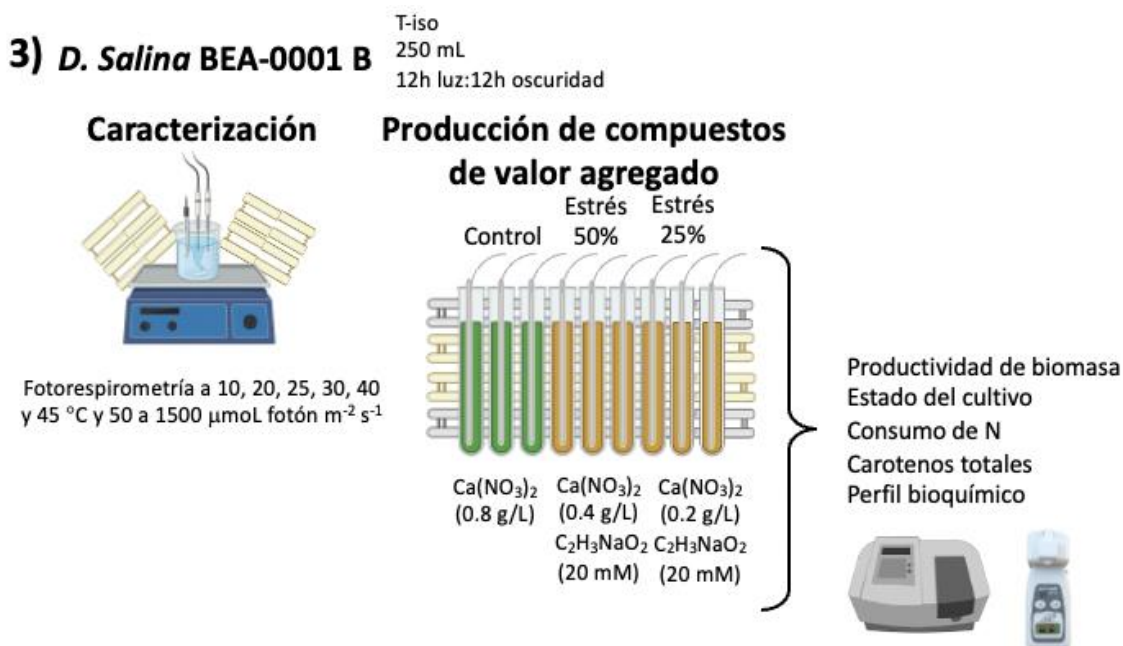 3) D. Salina BEA-0001 B
T-iso
250 mL
12h luz:12h oscuridad
Caracterización
Fotorespirometría a 10, 20, 25, 30, 40
y 45 °C y 50 a 1500 µmoL fotón m⁻² s⁻¹
Producción de compuestos
de valor agregado
Control
Estrés
50%
Estrés
25%
Ca(NO₃)₂
(0.8 g/L)
Ca(NO₃)₂
(0.4 g/L)
C₂H₃NaO₂
(20 mM)
Ca(NO₃)₂
(0.2 g/L)
C₂H₃NaO₂
(20 mM)
Productividad de biomasa
Estado del cultivo
Consumo de N
Carotenos totales
Perfil bioquímico